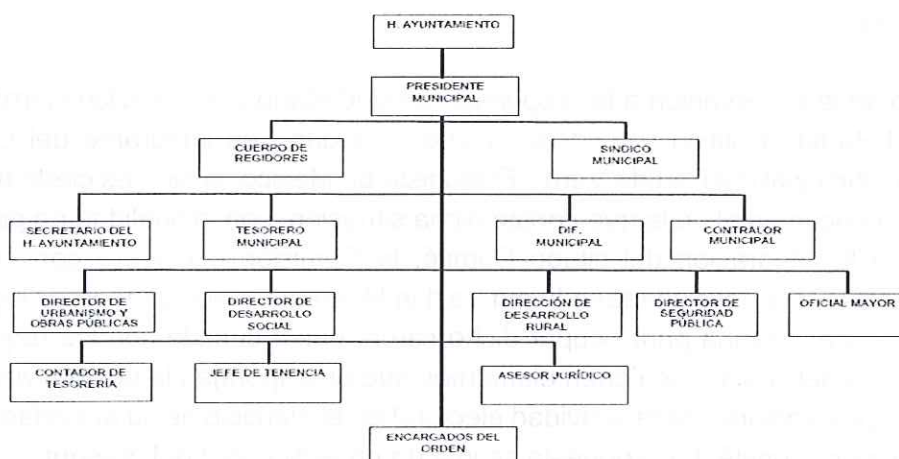 H. AYUNTAMIENTO
PRESIDENTE
MUNICIPAL
CUERPO DE
REGIDORES
SINDICO
MUNICIPAL
SECRETARIO DEL
H. AYUNTAMIENTO
TESORERO
MUNICIPAL
DIF.
MUNICIPAL
CONTRALOR
MUNICIPAL
DIRECTOR DE
URBANISMO Y
OBRAS PÚBLICAS
DIRECTOR DE
DESARROLLO
SOCIAL
DIRECCIÓN DE
DESARROLLO
RURAL
DIRECTOR DE
SEGURIDAD
PÚBLICA
OFICIAL MAYOR
CONTADOR DE
TESORERÍA
JEFE DE TENENCIA
ASESOR JURÍDICO
ENCARGADOS DEL
ORDEN